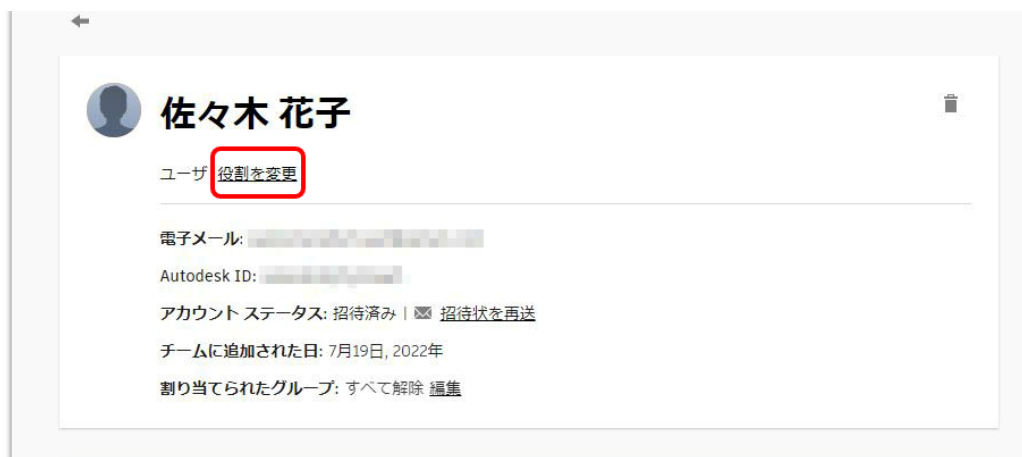 佐々木 花子
ユーザ 役割を変更
電子メール:
Autodesk ID:
アカウント ステータス: 招待済み | 招待状を再送
チームに追加された日: 7月19日, 2022年
割り当てられたグループ: すべて解除 編集